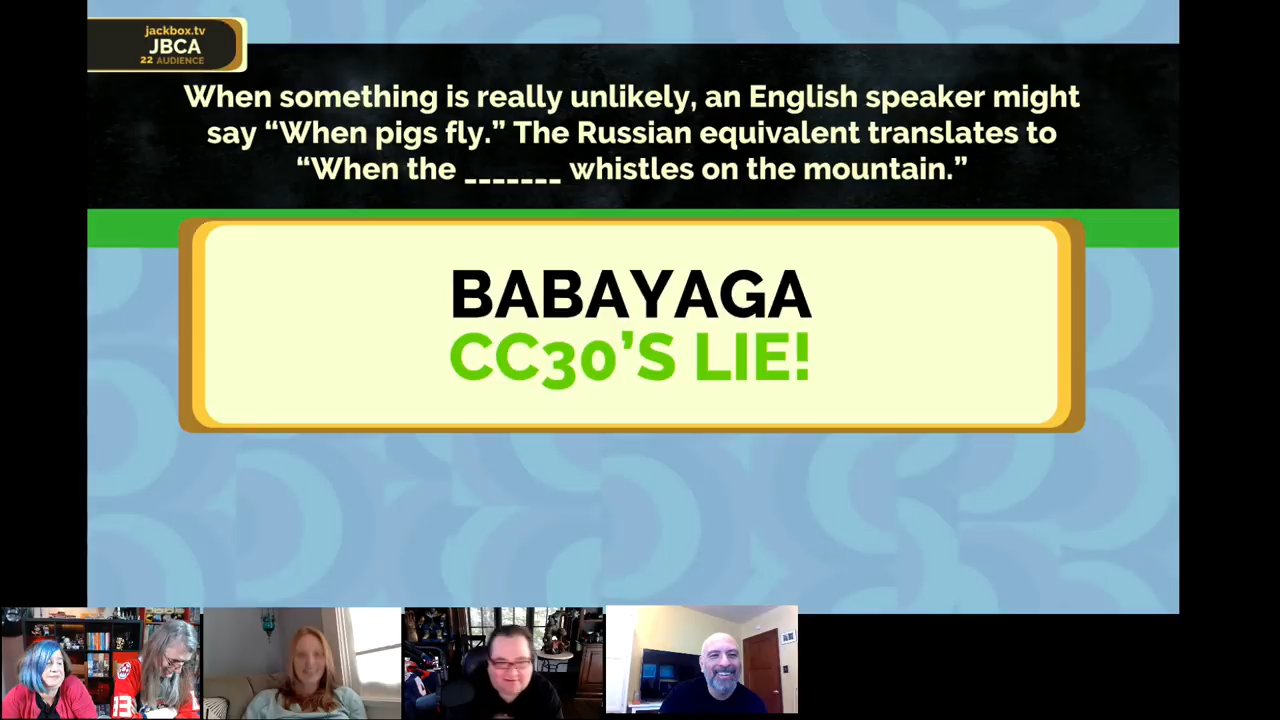 jackbox.tv
JBCA
22 AUDIENCE
When something is really unlikely, an English speaker might
say “When pigs fly.” The Russian equivalent translates to
“When the _______ whistles on the mountain.”
BABAYAGA
CC30’S LIE!